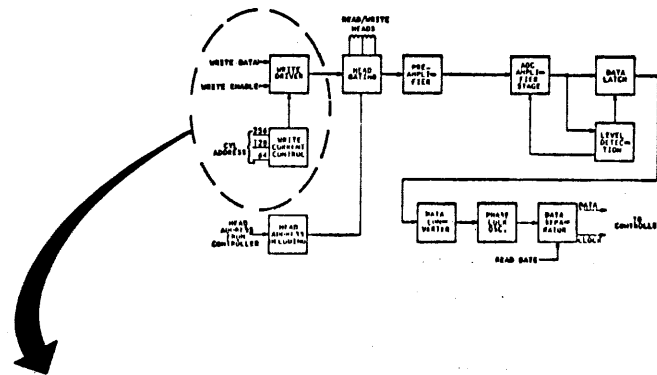 READ/WRITE
HEADS
WRITE DATA
WRITE ENABLE
WRITE
DRIVER
HEAD
GATING
PRE-
AMPLI-
FIER
AGC
AMPLI-
FIER
STAGE
DATA
LATCH
LEVEL
DETEC-
TION
CYL
ADDRESS
256
128
64
WRITE
CURRENT
CONTROL
HEAD
ADDRESS
FROM
CONTROLLER
HEAD
ADDRESS
DATA
VERTER
PHASE
LOCK
OSC.
DATA
SEPA-
RATOR
DATA
CLOCK
TO
CONTROLLER
READ GATE